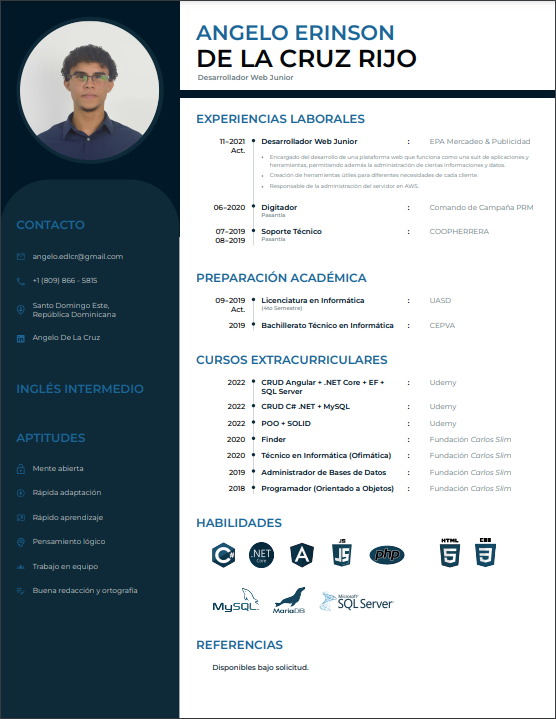 ANGELO ERINSON
DE LA CRUZ RIJO
Desarrollador Web Junior
CONTACTO
angelo.edlcr@gmail.com
+1 (809) 866 - 5815
Santo Domingo Este,
República Dominicana
Angelo De La Cruz
INGLÉS INTERMEDIO
APTITUDES
Mente abierta
Rápida adaptación
Rápido aprendizaje
Pensamiento lógico
Trabajo en equipo
Buena redacción y ortografía
EXPERIENCIAS LABORALES
11–2021 Desarrollador Web Junior : EPA Mercadeo & Publicidad
Act.
• Encargado del desarrollo de una plataforma web que funciona como una suit de aplicaciones y
herramientas, permitiendo además la administración de ciertas informaciones y datos.
• Creación de herramientas útiles para diferentes necesidades de cada cliente.
• Responsable de la administración del servidor en AWS.
06–2020 Digitador : Comando de Campaña PRM
Pasantía
07–2019 Soporte Técnico : COOPHERRERA
08–2019 Pasantía
PREPARACIÓN ACADÉMICA
09–2019 Licenciatura en Informática : UASD
Act. (4to Semestre)
2019 Bachillerato Técnico en Informática : CEPVA
CURSOS EXTRACURRICULARES
2022 CRUD Angular + .NET Core + EF + : Udemy
SQL Server
2022 CRUD C# .NET + MySQL : Udemy
2022 POO + SOLID : Udemy
2020 Finder : Fundación Carlos Slim
2020 Técnico en Informática (Ofimática) : Fundación Carlos Slim
2019 Administrador de Bases de Datos : Fundación Carlos Slim
2018 Programador (Orientado a Objetos) : Fundación Carlos Slim
HABILIDADES
C# .NET Core A JS JS php HTML 5 CSS 3
MySQL MariaDB Microsoft SQL Server
REFERENCIAS
Disponibles bajo solicitud.